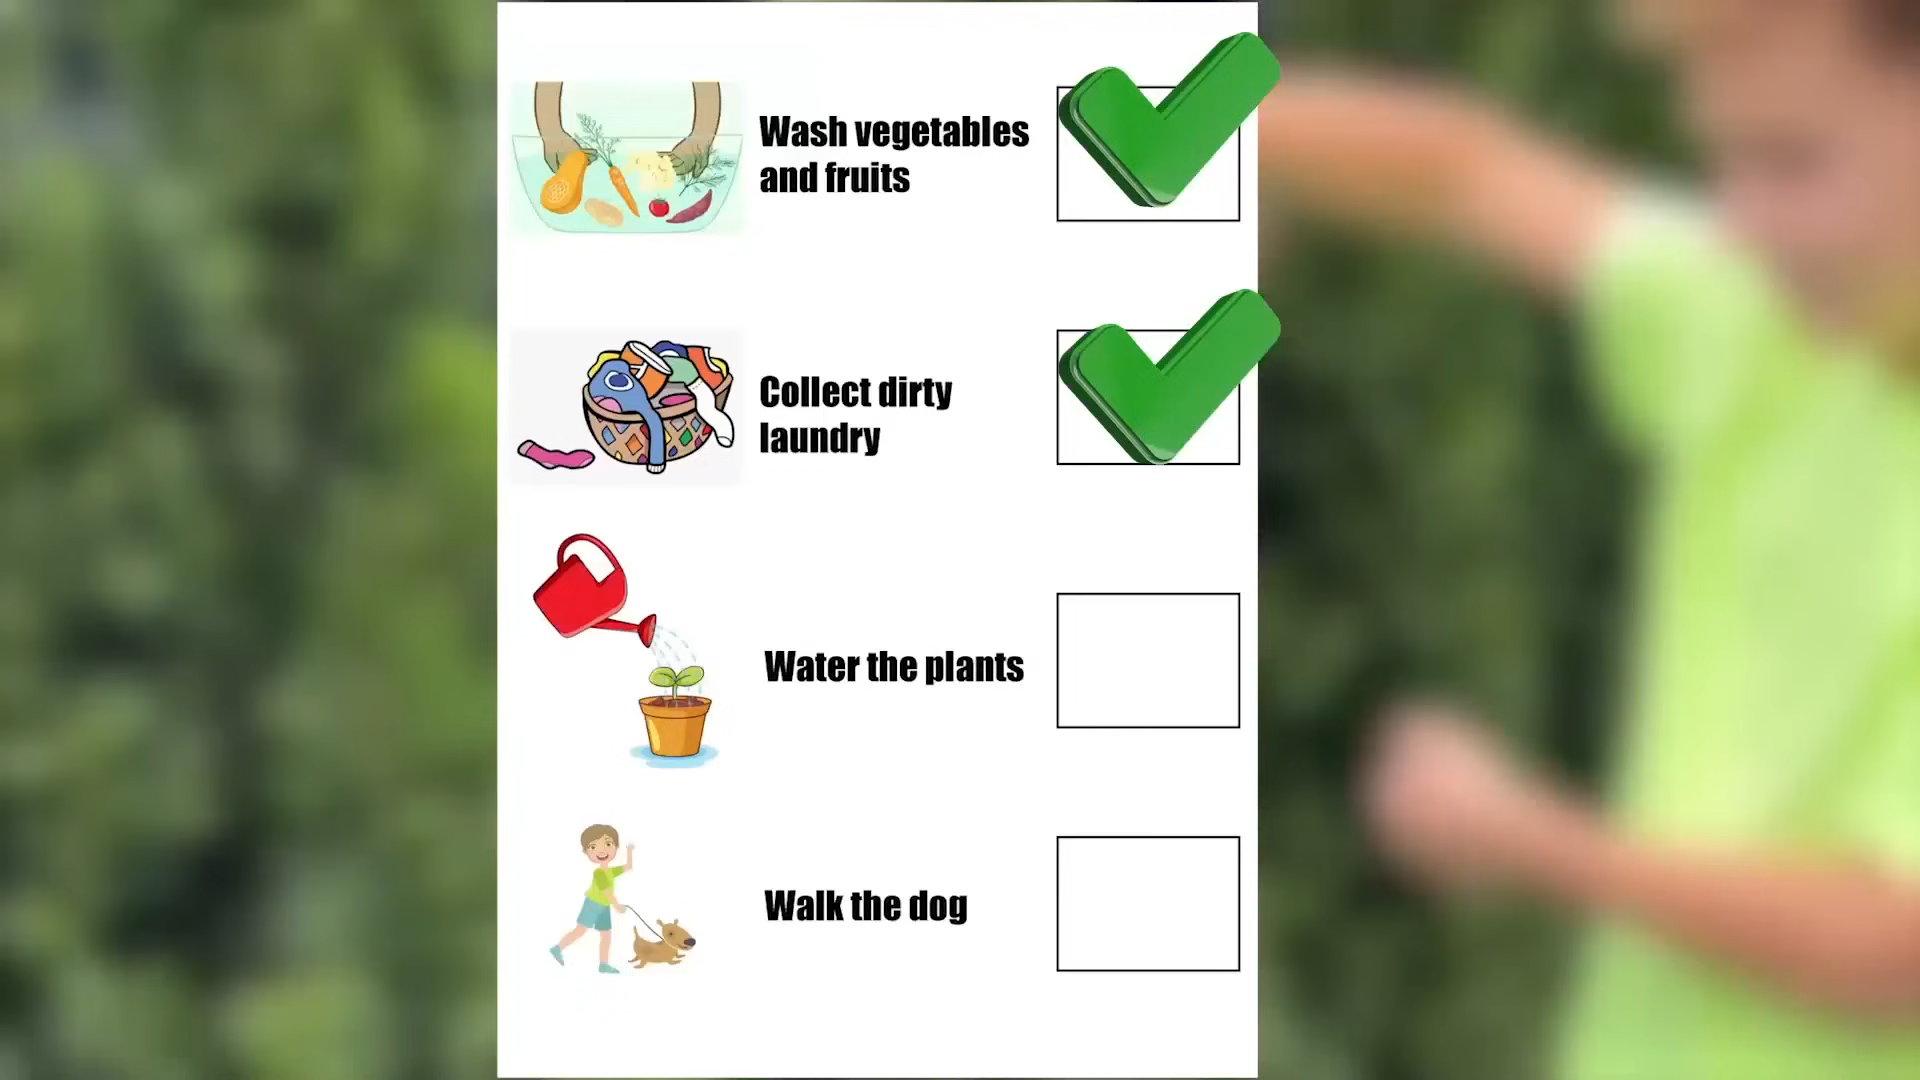 Wash vegetables
and fruits
Collect dirty
laundry
Water the plants
Walk the dog